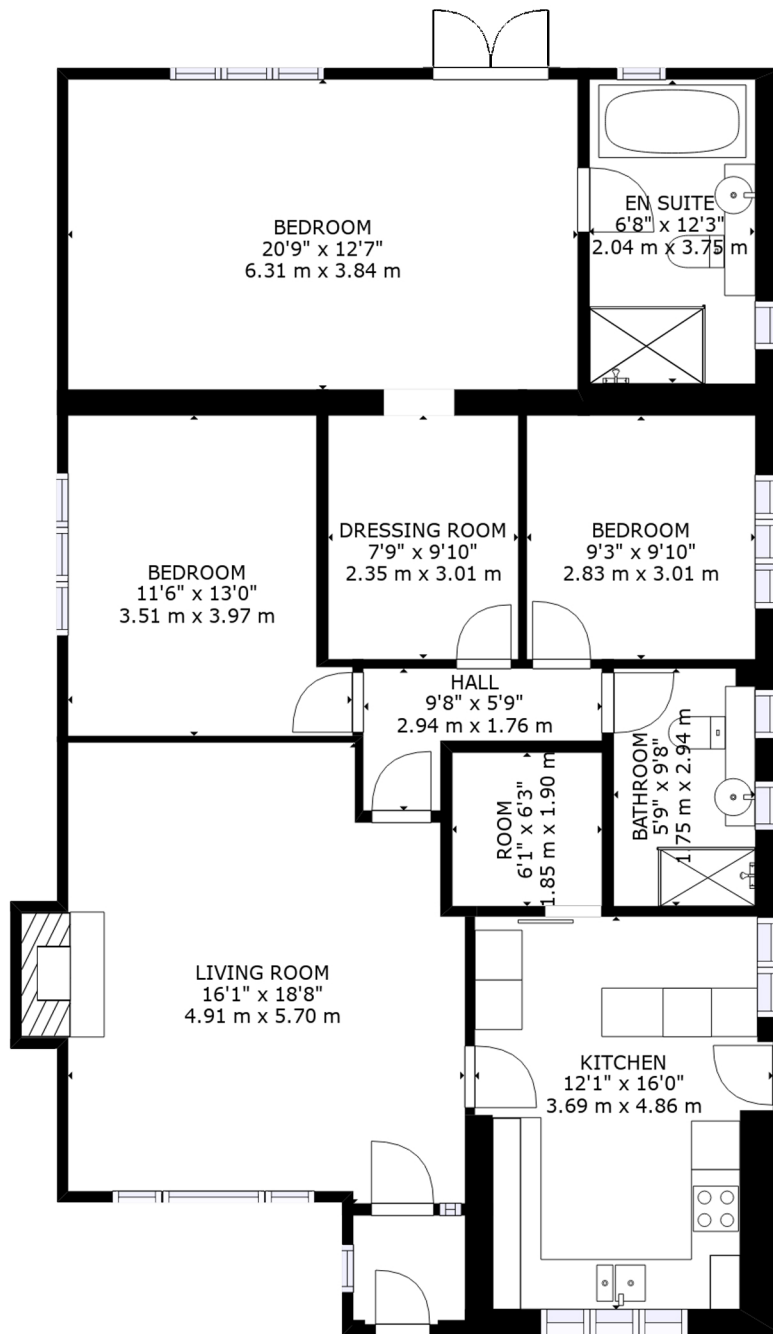 BEDROOM
20'9" x 12'7"
6.31 m x 3.84 m
EN SUITE
6'8" x 12'3"
2.04 m x 3.75 m
BEDROOM
11'6" x 13'0"
3.51 m x 3.97 m
DRESSING ROOM
7'9" x 9'10"
2.35 m x 3.01 m
BEDROOM
9'3" x 9'10"
2.83 m x 3.01 m
HALL
9'8" x 5'9"
2.94 m x 1.76 m
ROOM
6'1" x 6'3"
1.85 m x 1.90 m
BATHROOM
5'9" x 9'8"
1.75 m x 2.94 m
LIVING ROOM
16'1" x 18'8"
4.91 m x 5.70 m
KITCHEN
12'1" x 16'0"
3.69 m x 4.86 m